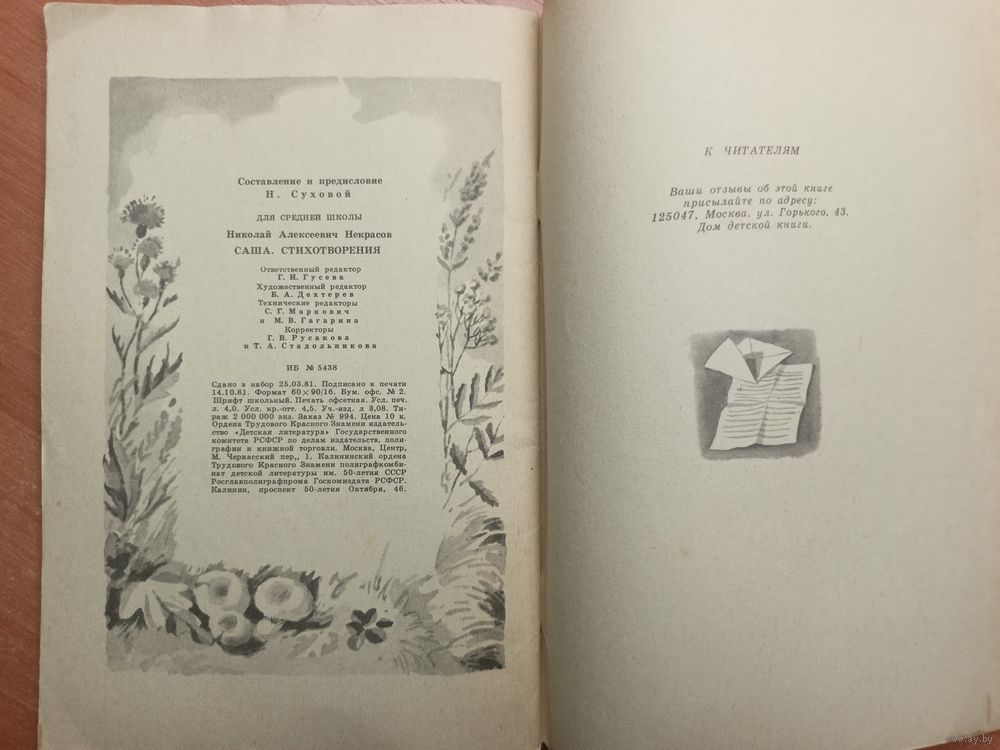 Составление и предисловие
Н. Суховой
ДЛЯ СРЕДНЕЙ ШКОЛЫ
Николай Алексеевич Некрасов
САША. СТИХОТВОРЕНИЯ
Ответственный редактор
Г. И. Гусева
Художественный редактор
Б. А. Дехтерев
Технические редакторы
С. Г. Маркович
и М. В. Гагарина
Корректоры
Г. В. Русакова
и Т. А. Стадольникова
ИБ № 5438
Сдано в набор 25.03.81. Подписано к печати
14.10.81. Формат 60×90/16. Бум. офс. № 2.
Шрифт школьный. Печать офсетная. Усл. печ.
л. 4,0. Усл. кр.-отт. 4,5. Уч.-изд. л 3,08. Ти-
раж 2 000 000 экз. Заказ № 994. Цена 10 к.
Ордена Трудового Красного Знамени издатель-
ство «Детская литература» Государственного
комитета РСФСР по делам издательств, поли-
графии и книжной торговли. Москва, Центр,
М. Черкасский пер., 1. Калининский ордена
Трудового Красного Знамени полиграфкомби-
нат детской литературы им. 50-летия СССР
Росглавполиграфпрома Госкомиздата РСФСР.
Калинин, проспект 50-летия Октября, 46.
К ЧИТАТЕЛЯМ
Ваши отзывы об этой книге
присылайте по адресу:
125047, Москва, ул. Горького, 43.
Дом детской книги.
www.ay.by